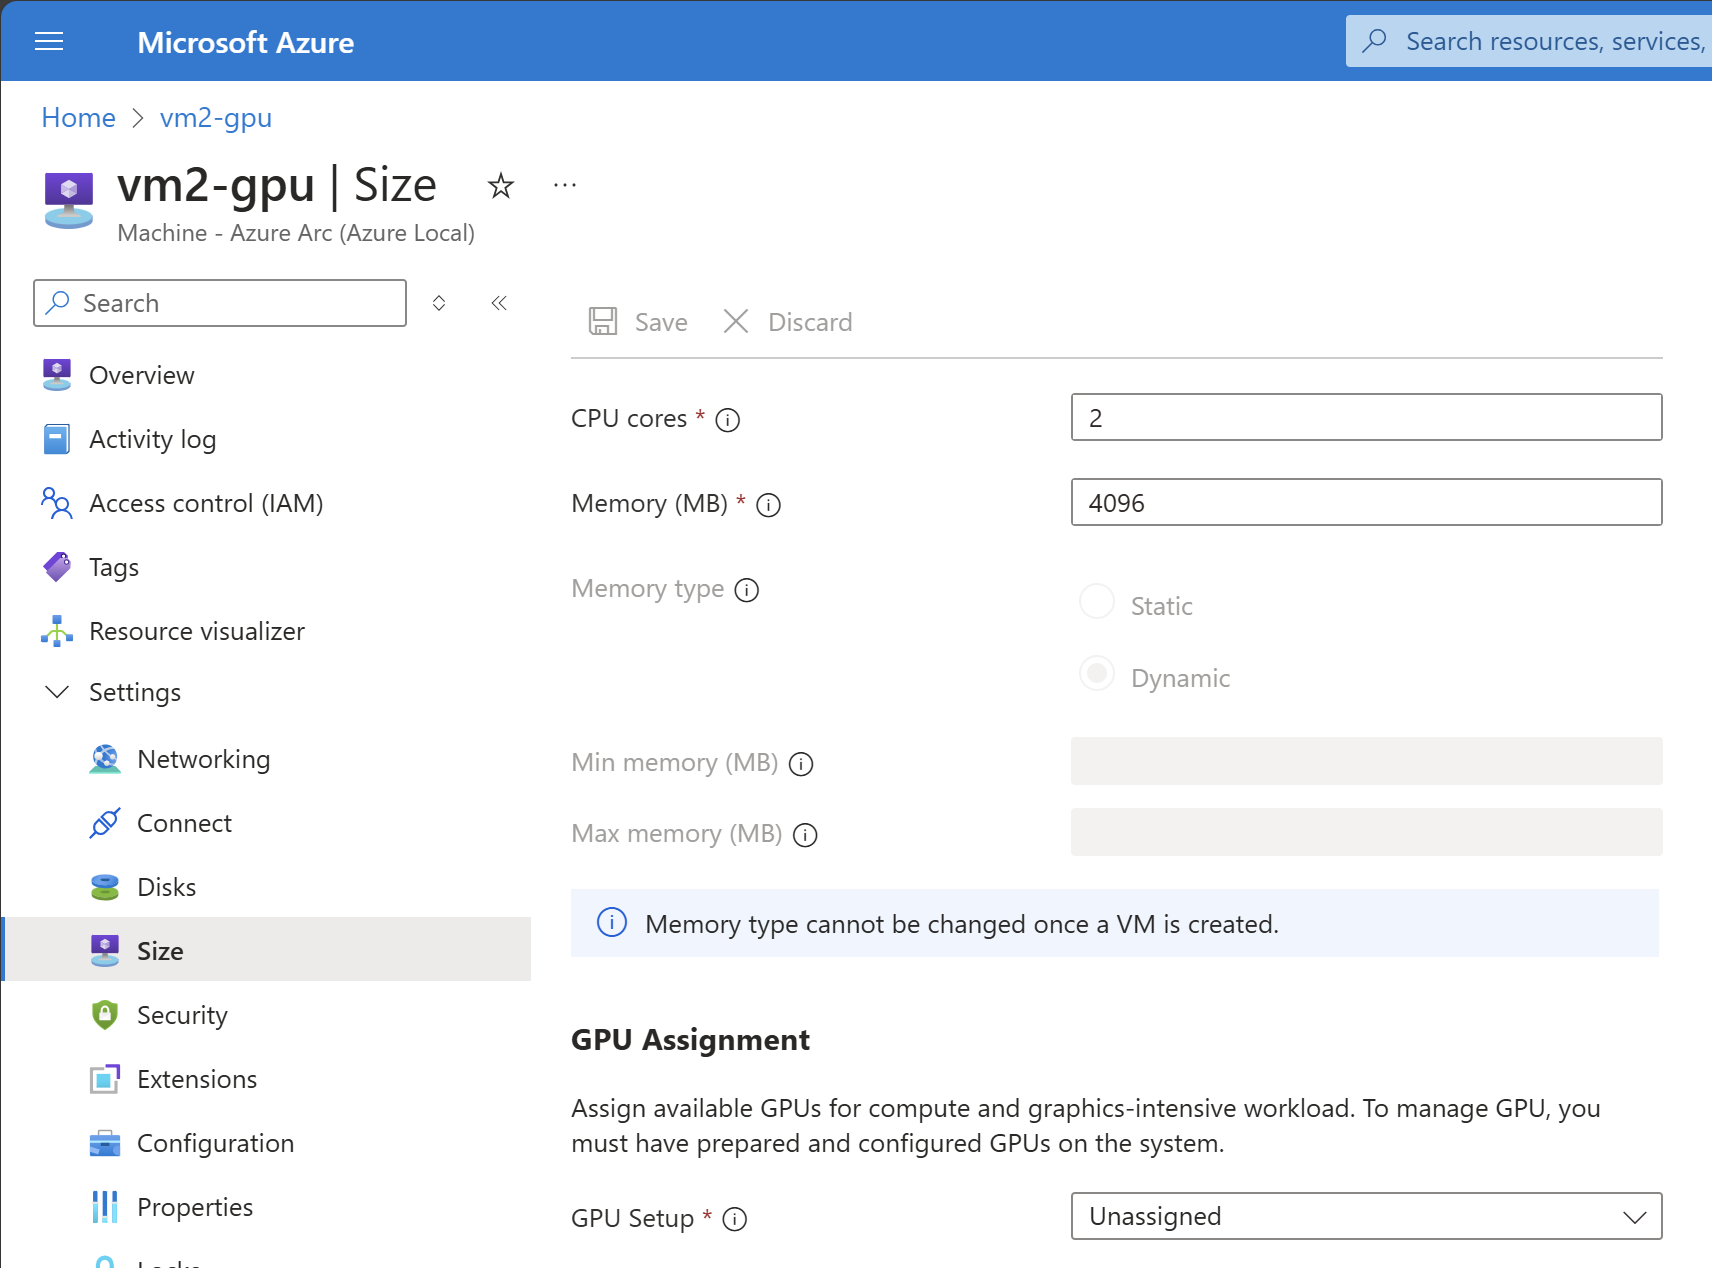 Microsoft Azure
Search resources, services,
Home > vm2-gpu
vm2-gpu | Size
Machine - Azure Arc (Azure Local)
Search
Save Discard
Overview
Activity log
Access control (IAM)
Tags
Resource visualizer
Settings
Networking
Connect
Disks
Size
Security
Extensions
Configuration
Properties
Locks
CPU cores *
2
Memory (MB) *
4096
Memory type
Static
Dynamic
Min memory (MB)
Max memory (MB)
Memory type cannot be changed once a VM is created.
GPU Assignment
Assign available GPUs for compute and graphics-intensive workload. To manage GPU, you
must have prepared and configured GPUs on the system.
GPU Setup *
Unassigned